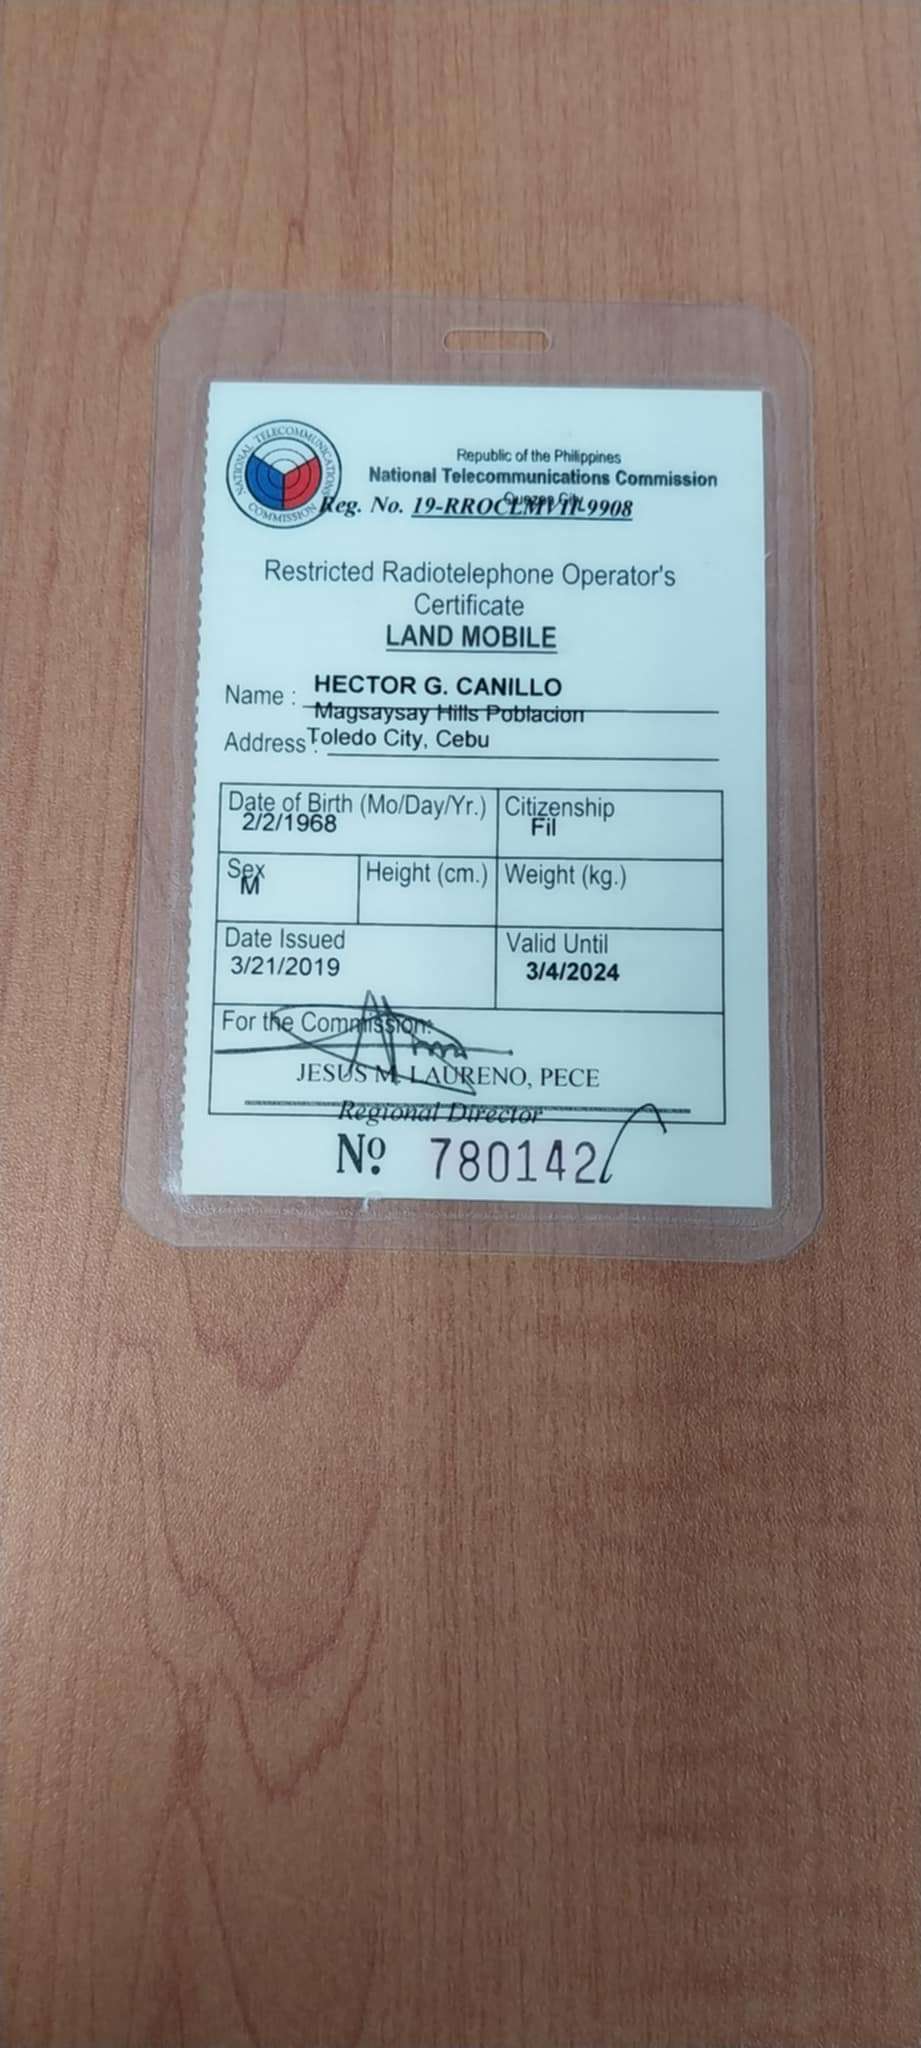 NATIONAL TELECOMMUNICATIONS COMMISSION
Republic of the Philippines
National Telecommunications Commission
Quezon City
Reg. No. 19-RROCLMVII-9908
Restricted Radiotelephone Operator's
Certificate
LAND MOBILE
Name : HECTOR G. CANILLO
Magsaysay Hills Poblacion
Address : Toledo City, Cebu
Date of Birth (Mo/Day/Yr.) Citizenship
2/2/1968 Fil
Sex Height (cm.) Weight (kg.)
M
Date Issued Valid Until
3/21/2019 3/4/2024
For the Commission:
JESUS M. LAURENO, PECE
Regional Director
Nº 780142